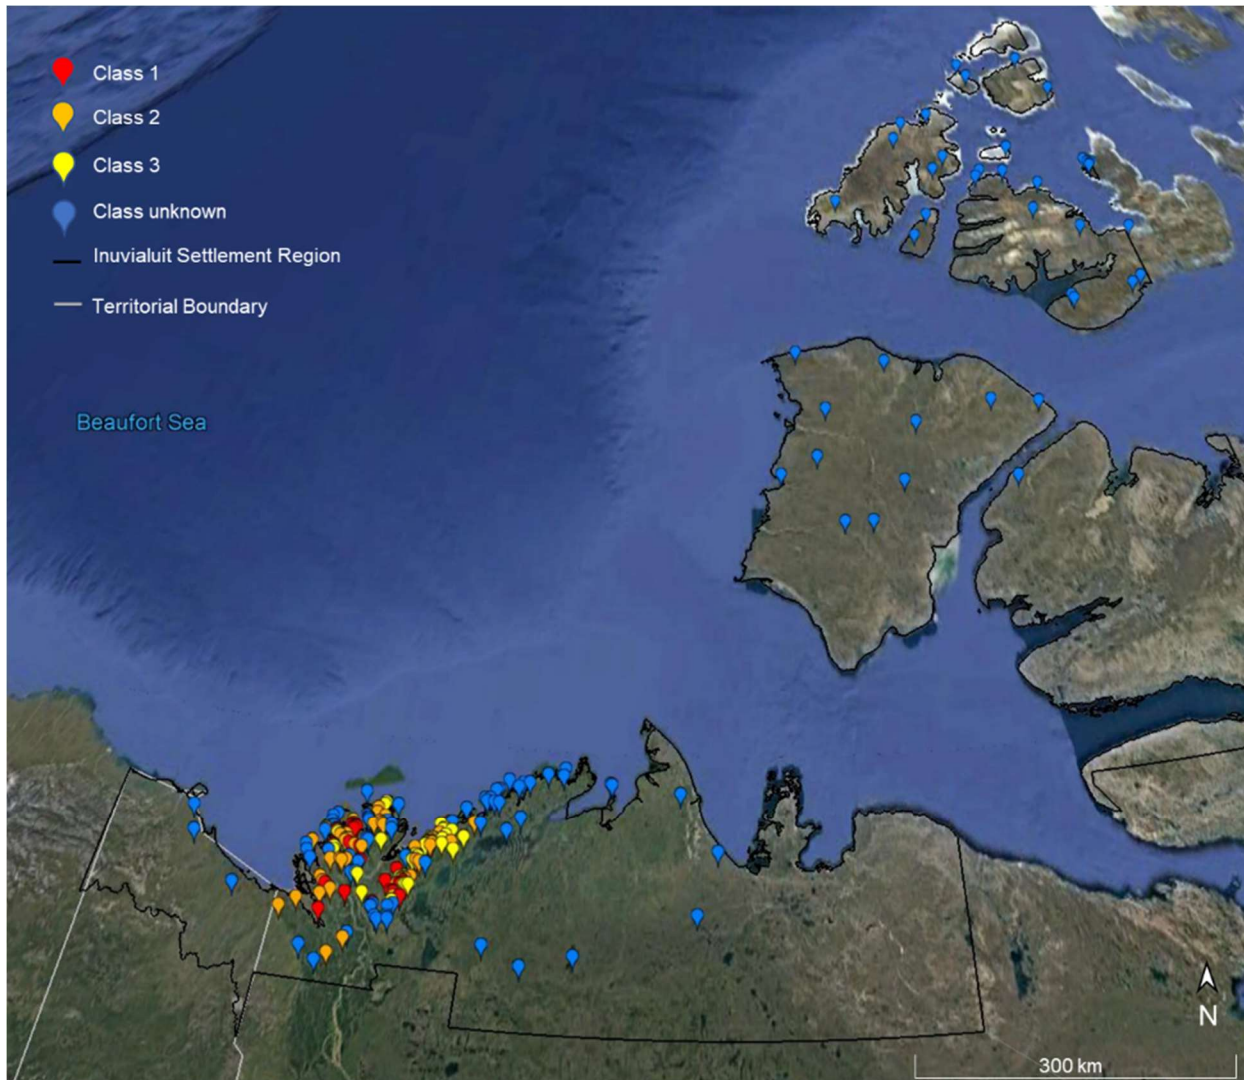 Class 1
Class 2
Class 3
Class unknown
Inuvialuit Settlement Region
Territorial Boundary
Beaufort Sea
N
300 km